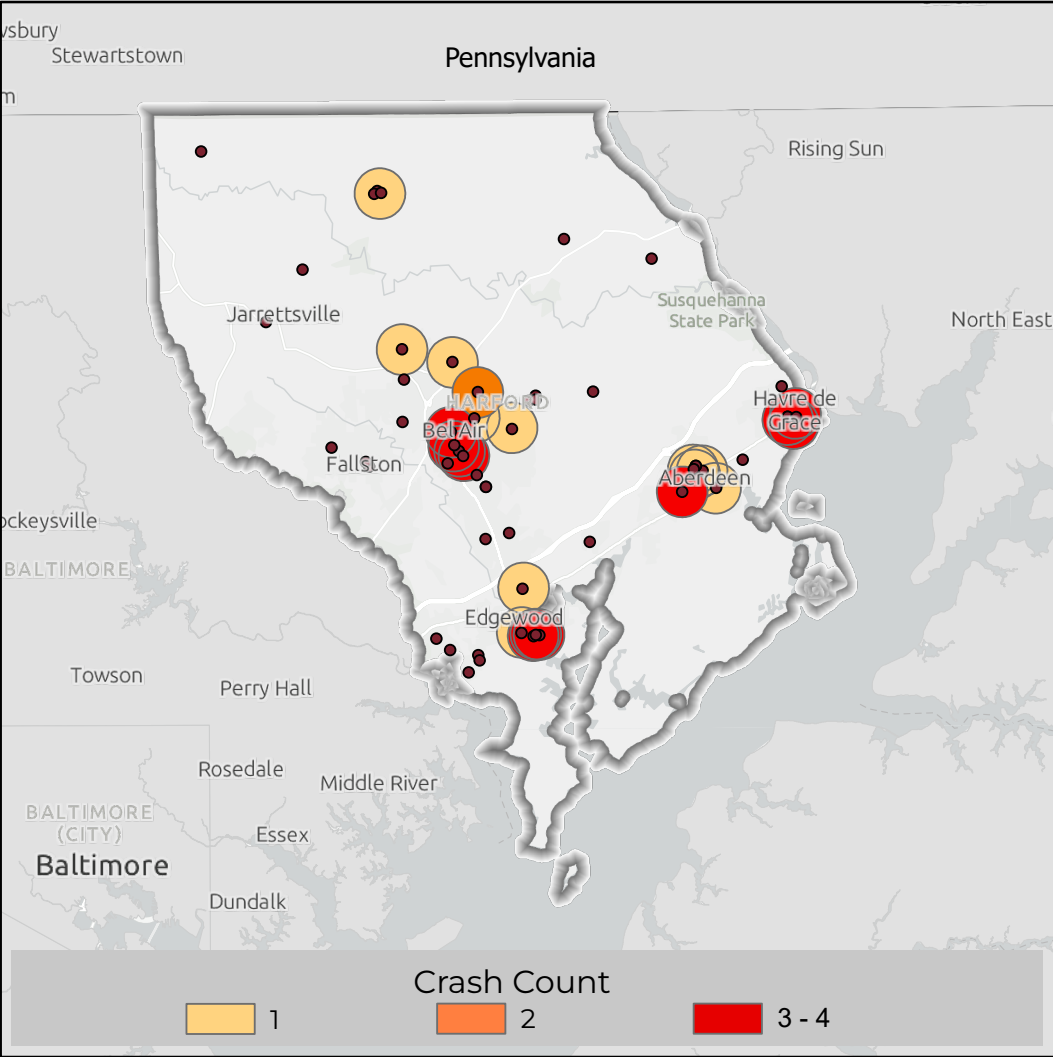 Stewartstown
Pennsylvania
Rising Sun
Susquehanna
State Park
Jarrettsville
North East
Havre de
Grace
HARFORD
Bel Air
Fallston
Aberdeen
ockeysville
BALTIMORE
Edgewood
Towson
Perry Hall
Rosedale
Middle River
BALTIMORE
(CITY)
Essex
Baltimore
Dundalk
Crash Count
1
2
3 - 4